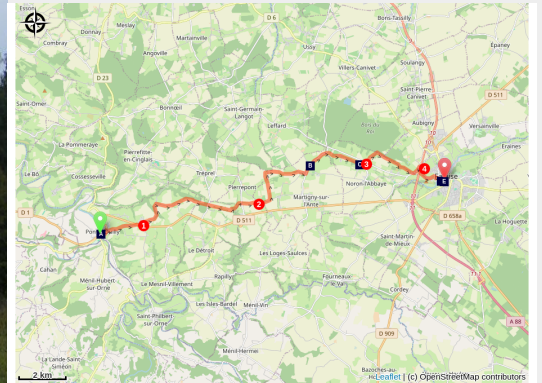 Esson
Donnay
Meslay
D 6
Bons-Tassilly
Combray
Martainville
Angoville
Ussy
Épaney
Soulangy
Villers-Canivet
D 23
Saint-Pierre-
Canivet
D 511
Saint-Omer
Bonnœil
Saint-Germain-
Langot
Aubigny
Versainville
Leffard
La Pommeraye
Pierrefitte-
en-Cinglais
Eraines
B
C
3
4
Le Bô
Cossesseville
Tréprel
Noron-l'Abbaye
E
Pierrepont
Martigny-sur-
l'Ante
2
D 1
D 511
D 658a
La Hoguette
1
A
Saint-Martin-
de-Mieux
Le Détroit
Les Loges-Saulces
Cahan
Ménil-Hubert-
sur-Orne
Le Mesnil-Villement
Rapilly
Fourneaux-
le-Val
Cordey
Les Isles-Bardel
Ménil-Vin
Saint-Philbert-
sur-Orne
A 88
D 909
Ménil-Hermei
La Lande-Saint-
Siméon
Bazoches-au-
2 km
Leaflet | (c) OpenStreetMap contributors